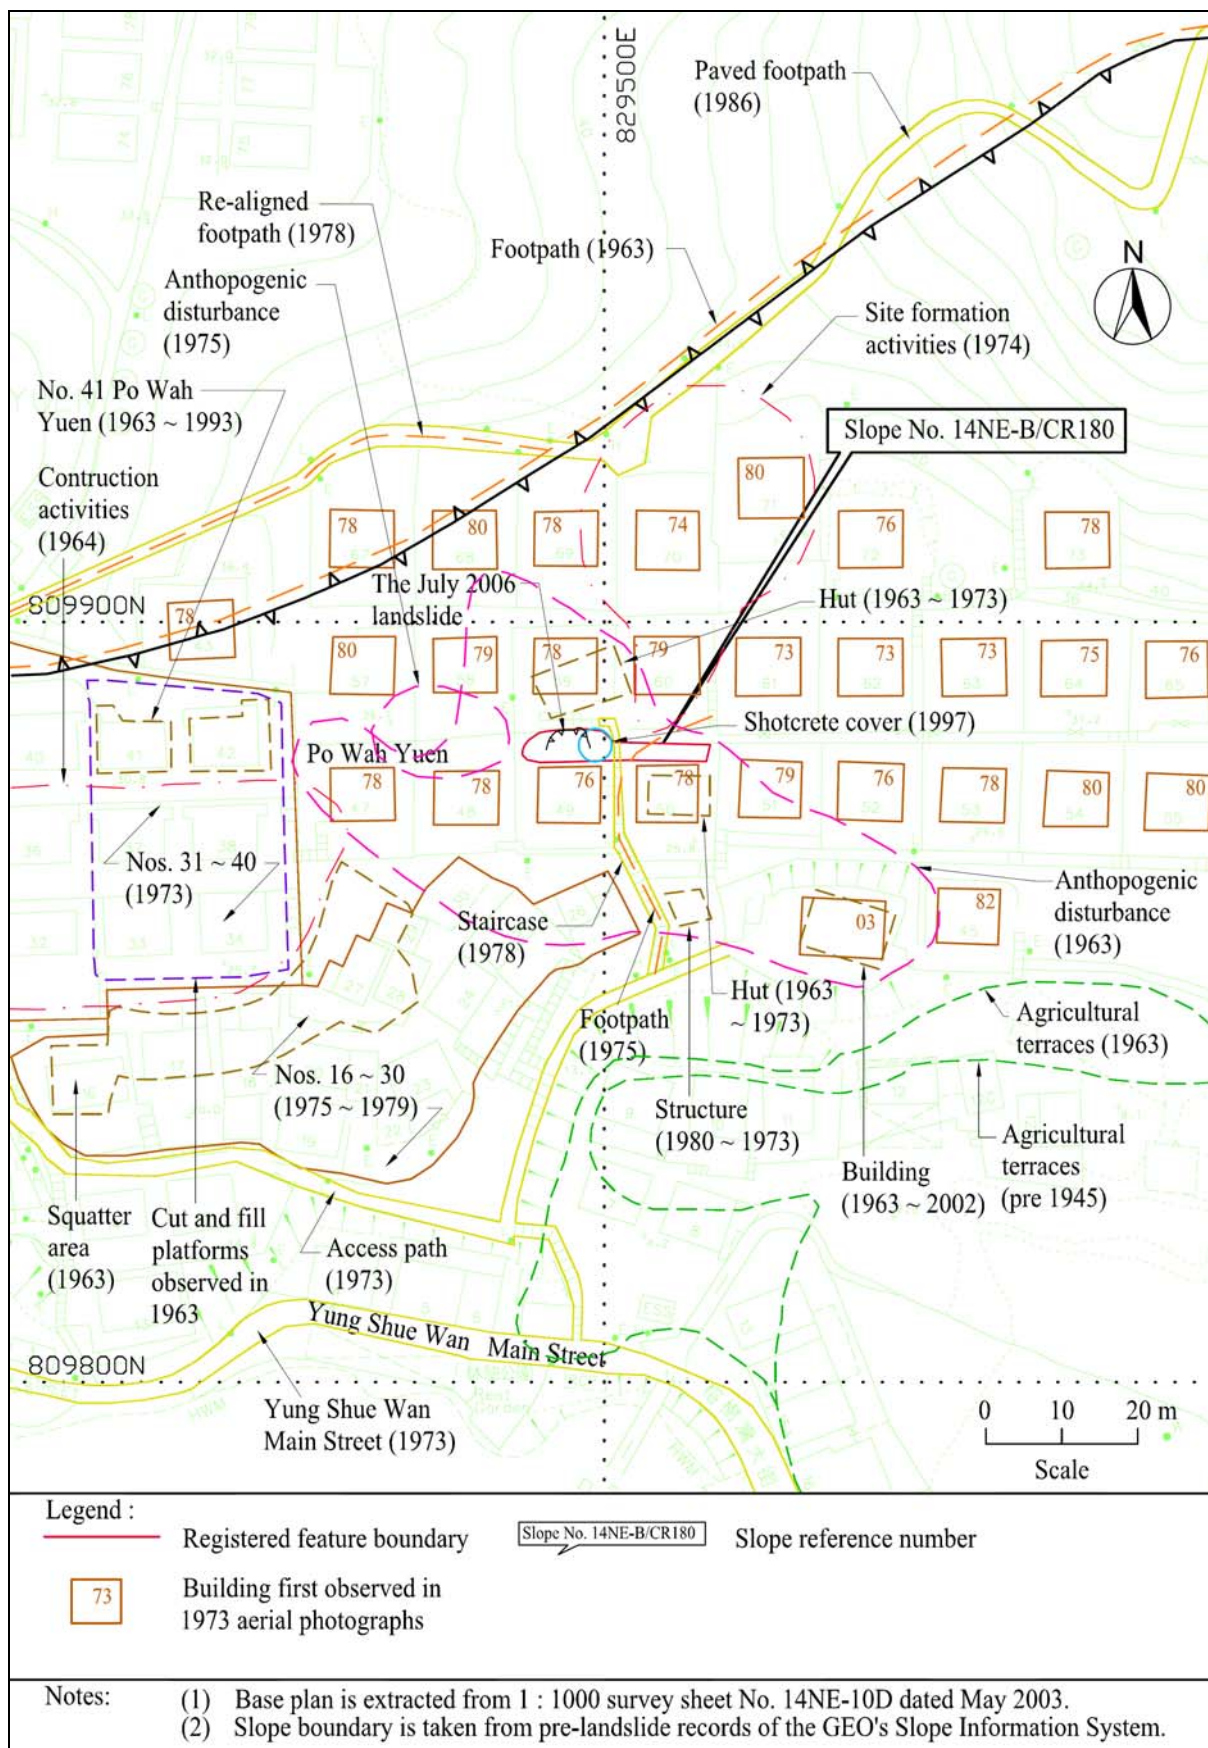 829500E
Paved footpath
(1986)
Re-aligned
footpath (1978)
Footpath (1963)
N
Anthopogenic
disturbance
(1975)
Site formation
activities (1974)
No. 41 Po Wah
Yuen (1963 ~ 1993)
Slope No. 14NE-B/CR180
Contruction
activities
(1964)
80
78
80
78
74
76
78
The July 2006
landslide
Hut (1963 ~ 1973)
809900N
78
80
79
78
79
73
73
73
75
76
Shotcrete cover (1997)
Po Wah Yuen
78
78
76
78
79
76
78
80
80
Nos. 31 ~ 40
(1973)
Anthopogenic
disturbance
(1963)
Staircase
(1978)
03
82
Hut (1963
~ 1973)
Footpath
(1975)
Agricultural
terraces (1963)
Nos. 16 ~ 30
(1975 ~ 1979)
Structure
(1980 ~ 1973)
Agricultural
terraces
(pre 1945)
Building
(1963 ~ 2002)
Squatter
area
(1963)
Cut and fill
platforms
observed in
1963
Access path
(1973)
Yung Shue Wan Main Street
809800N
Yung Shue Wan
Main Street (1973)
0 10 20 m
Scale
Legend :
Registered feature boundary
Slope No. 14NE-B/CR180
Slope reference number
73
Building first observed in
1973 aerial photographs
Notes:
(1) Base plan is extracted from 1 : 1000 survey sheet No. 14NE-10D dated May 2003.
(2) Slope boundary is taken from pre-landslide records of the GEO's Slope Information System.